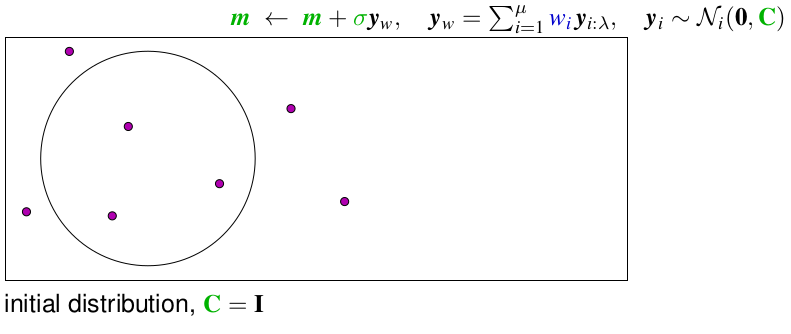 m ← m + σy_w, y_w = ∑_{i=1}^{μ} w_i y_{i:λ}, y_i ∼ 𝒩_i(0, C)
initial distribution, C = I